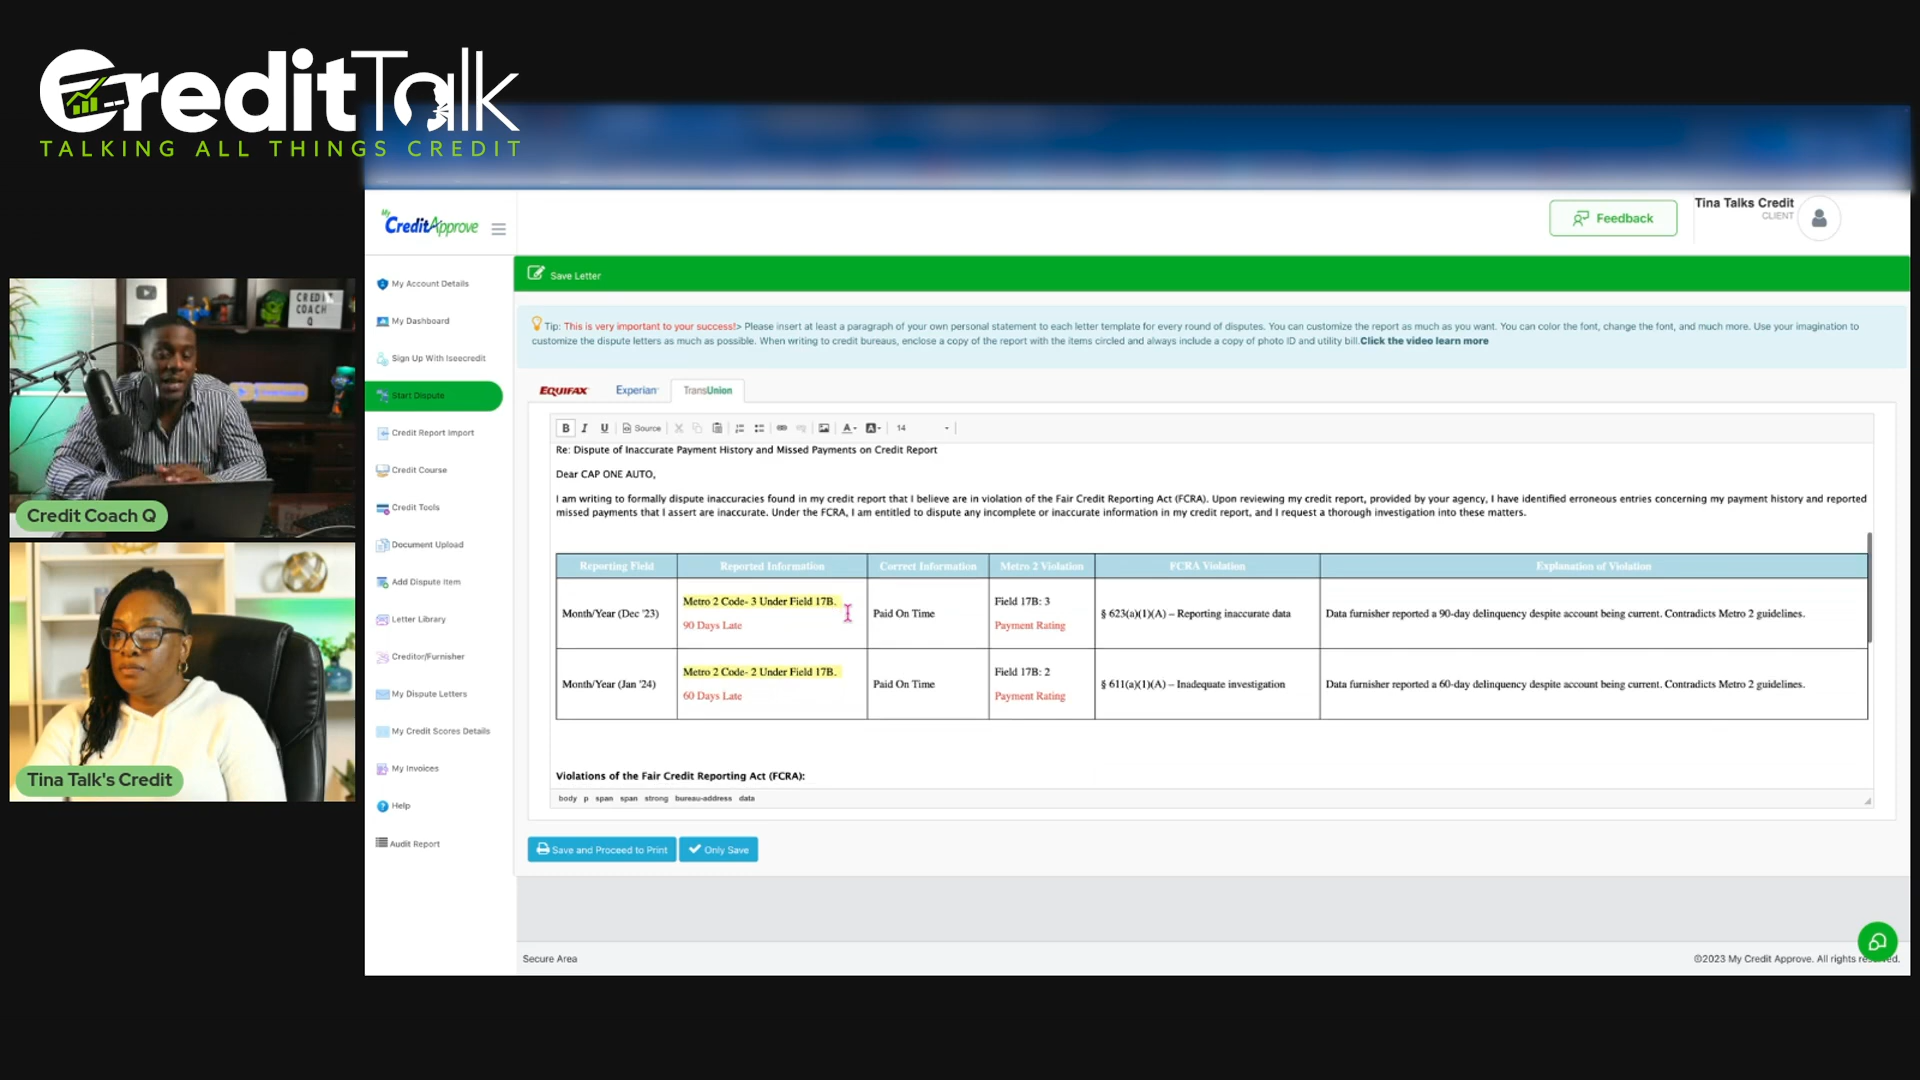 CreditTalk
TALKING ALL THINGS CREDIT
My
CreditApprove
Feedback
Tina Talks Credit
CLIENT
My Account Details
My Dashboard
Sign Up With Iseecredit
Start Dispute
Credit Report Import
Credit Course
Credit Tools
Document Upload
Add Dispute Item
Letter Library
Creditor/Furnisher
My Dispute Letters
My Credit Scores Details
My Invoices
Help
Audit Report
Save Letter
Tip: This is very important to your success!> Please insert at least a paragraph of your own personal statement to each letter template for every round of disputes. You can customize the report as much as you want. You can color the font, change the font, and much more. Use your imagination to
customize the dispute letters as much as possible. When writing to credit bureaus, enclose a copy of the report with the items circled and always include a copy of photo ID and utility bill.Click the video learn more
EQUIFAX Experian TransUnion
B I U Source A A 14
Re: Dispute of Inaccurate Payment History and Missed Payments on Credit Report
Dear CAP ONE AUTO,
I am writing to formally dispute inaccuracies found in my credit report that I believe are in violation of the Fair Credit Reporting Act (FCRA). Upon reviewing my credit report, provided by your agency, I have identified erroneous entries concerning my payment history and reported
missed payments that I assert are inaccurate. Under the FCRA, I am entitled to dispute any incomplete or inaccurate information in my credit report, and I request a thorough investigation into these matters.
Reporting Field Reported Information Correct Information Metro 2 Violation FCRA Violation Explanation of Violation
Month/Year (Dec '23) Metro 2 Code- 3 Under Field 17B. Paid On Time Field 17B: 3 § 623(a)(1)(A) – Reporting inaccurate data Data furnisher reported a 90-day delinquency despite account being current. Contradicts Metro 2 guidelines.
90 Days Late Payment Rating
Month/Year (Jan '24) Metro 2 Code- 2 Under Field 17B. Paid On Time Field 17B: 2 § 611(a)(1)(A) – Inadequate investigation Data furnisher reported a 60-day delinquency despite account being current. Contradicts Metro 2 guidelines.
60 Days Late Payment Rating
Violations of the Fair Credit Reporting Act (FCRA):
body p span span strong bureau-address data
Save and Proceed to Print
Only Save
Secure Area
©2023 My Credit Approve. All rights
CREDIT
COACH
Q
Credit Coach Q
Tina Talk's Credit